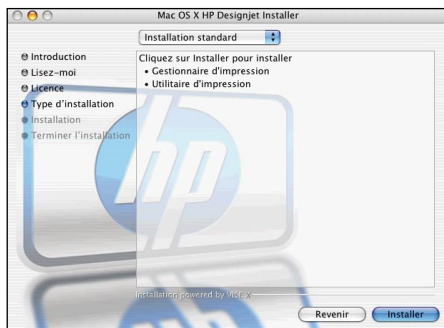 Mac OS X HP Designjet Installer
Installation standard
Introduction
Lisez-moi
Licence
Type d'installation
Installation
Terminer l'installation
Cliquez sur Installer pour installer
• Gestionnaire d'impression
• Utilitaire d'impression
hp
Installation powered by VISE X
Revenir
Installer